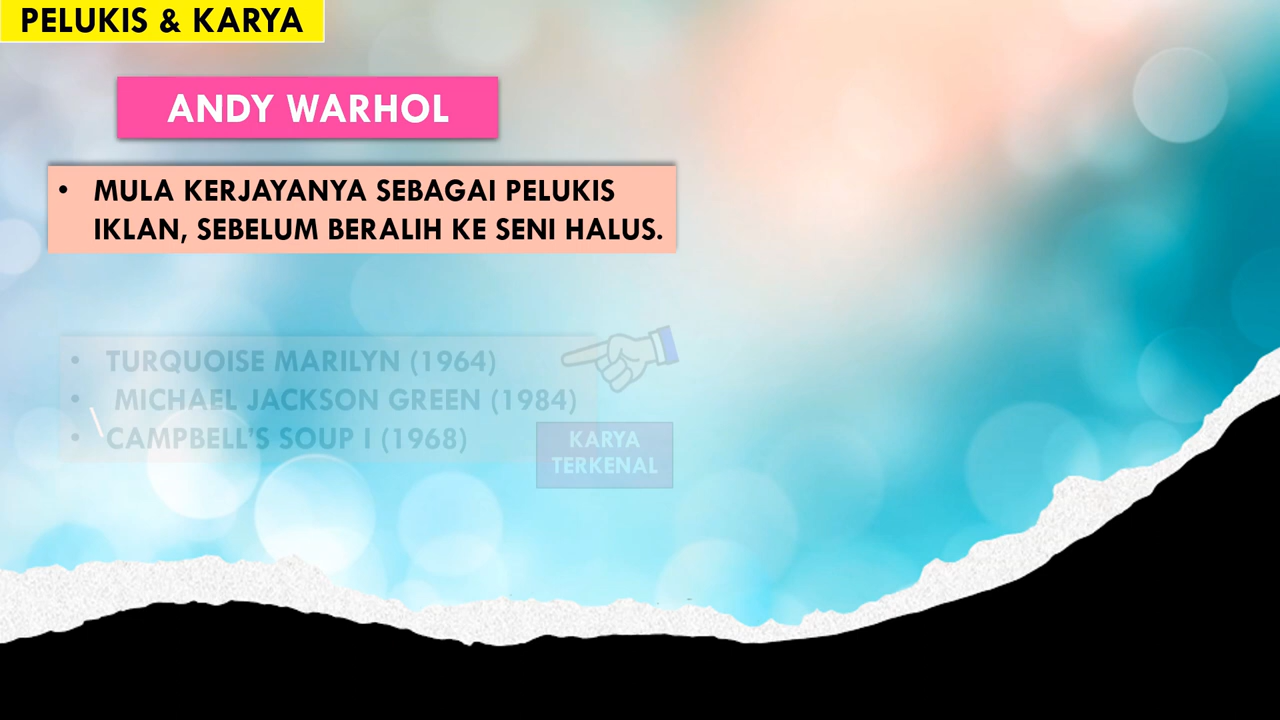 PELUKIS & KARYA
ANDY WARHOL
• MULA KERJAYANYA SEBAGAI PELUKIS
IKLAN, SEBELUM BERALIH KE SENI HALUS.
• TURQUOISE MARILYN (1964)
• MICHAEL JACKSON GREEN (1984)
• CAMPBELL'S SOUP I (1968)
KARYA
TERKENAL